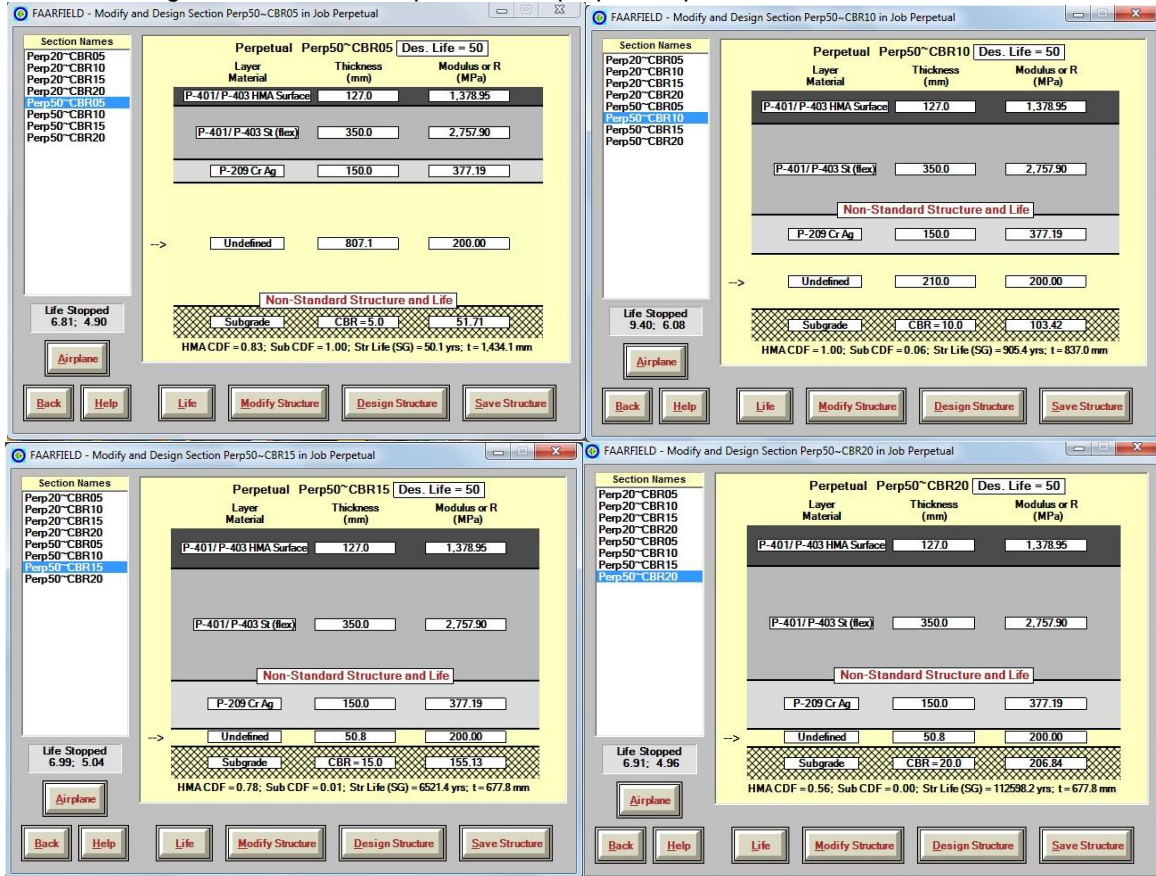 FAARFIELD - Modify and Design Section Perp50~CBR05 in Job Perpetual
Section Names
Perp20~CBR05
Perp20~CBR10
Perp20~CBR15
Perp20~CBR20
Perp50~CBR05
Perp50~CBR10
Perp50~CBR15
Perp50~CBR20
Perpetual Perp50~CBR05 Des. Life = 50
Layer Material Thickness (mm) Modulus or R (MPa)
P-401/ P-403 HMA Surface 127.0 1,378.95
P-401/ P-403 St (flex) 350.0 2,757.90
P-209 Cr Ag 150.0 377.19
--> Undefined 807.1 200.00
Non-Standard Structure and Life
Subgrade CBR = 5.0 51.71
HMA CDF = 0.83; Sub CDF = 1.00; Str Life (SG) = 50.1 yrs; t = 1,434.1 mm
Life Stopped
6.81; 4.90
Airplane
Back Help Life Modify Structure Design Structure Save Structure
FAARFIELD - Modify and Design Section Perp50~CBR10 in Job Perpetual
Section Names
Perp20~CBR05
Perp20~CBR10
Perp20~CBR15
Perp20~CBR20
Perp50~CBR05
Perp50~CBR10
Perp50~CBR15
Perp50~CBR20
Perpetual Perp50~CBR10 Des. Life = 50
Layer Material Thickness (mm) Modulus or R (MPa)
P-401/ P-403 HMA Surface 127.0 1,378.95
P-401/ P-403 St (flex) 350.0 2,757.90
Non-Standard Structure and Life
P-209 Cr Ag 150.0 377.19
--> Undefined 210.0 200.00
Subgrade CBR = 10.0 103.42
HMA CDF = 1.00; Sub CDF = 0.06; Str Life (SG) = 905.4 yrs; t = 837.0 mm
Life Stopped
9.40; 6.08
Airplane
Back Help Life Modify Structure Design Structure Save Structure
FAARFIELD - Modify and Design Section Perp50~CBR15 in Job Perpetual
Section Names
Perp20~CBR05
Perp20~CBR10
Perp20~CBR15
Perp20~CBR20
Perp50~CBR05
Perp50~CBR10
Perp50~CBR15
Perp50~CBR20
Perpetual Perp50~CBR15 Des. Life = 50
Layer Material Thickness (mm) Modulus or R (MPa)
P-401/ P-403 HMA Surface 127.0 1,378.95
P-401/ P-403 St (flex) 350.0 2,757.90
Non-Standard Structure and Life
P-209 Cr Ag 150.0 377.19
--> Undefined 50.8 200.00
Subgrade CBR = 15.0 155.13
HMA CDF = 0.78; Sub CDF = 0.01; Str Life (SG) = 6521.4 yrs; t = 677.8 mm
Life Stopped
6.99; 5.04
Airplane
Back Help Life Modify Structure Design Structure Save Structure
FAARFIELD - Modify and Design Section Perp50~CBR20 in Job Perpetual
Section Names
Perp20~CBR05
Perp20~CBR10
Perp20~CBR15
Perp20~CBR20
Perp50~CBR05
Perp50~CBR10
Perp50~CBR15
Perp50~CBR20
Perpetual Perp50~CBR20 Des. Life = 50
Layer Material Thickness (mm) Modulus or R (MPa)
P-401/ P-403 HMA Surface 127.0 1,378.95
P-401/ P-403 St (flex) 350.0 2,757.90
Non-Standard Structure and Life
P-209 Cr Ag 150.0 377.19
--> Undefined 50.8 200.00
Subgrade CBR = 20.0 206.84
HMA CDF = 0.56; Sub CDF = 0.00; Str Life (SG) = 112598.2 yrs; t = 677.8 mm
Life Stopped
6.91; 4.96
Airplane
Back Help Life Modify Structure Design Structure Save Structure